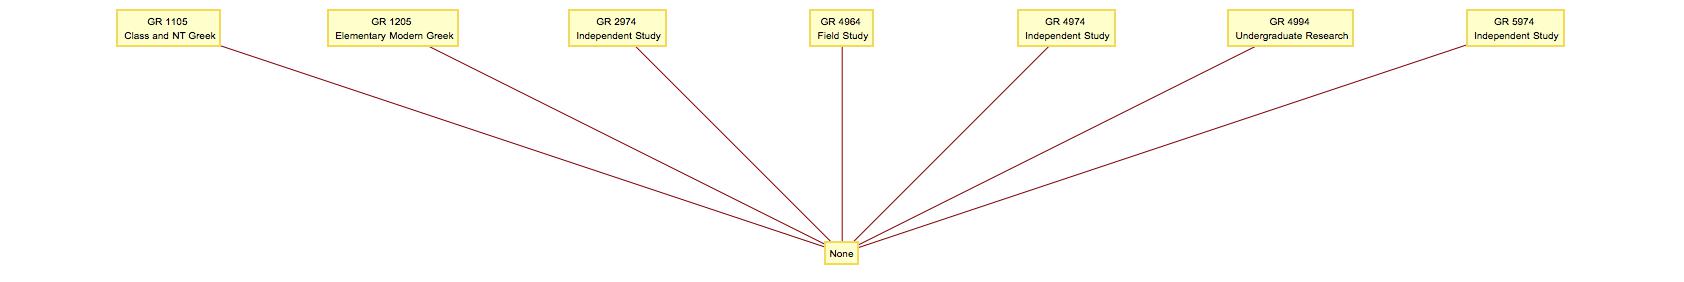 GR 1105
Class and NT Greek
GR 1205
Elementary Modern Greek
GR 2974
Independent Study
GR 4964
Field Study
GR 4974
Independent Study
GR 4994
Undergraduate Research
GR 5974
Independent Study
None